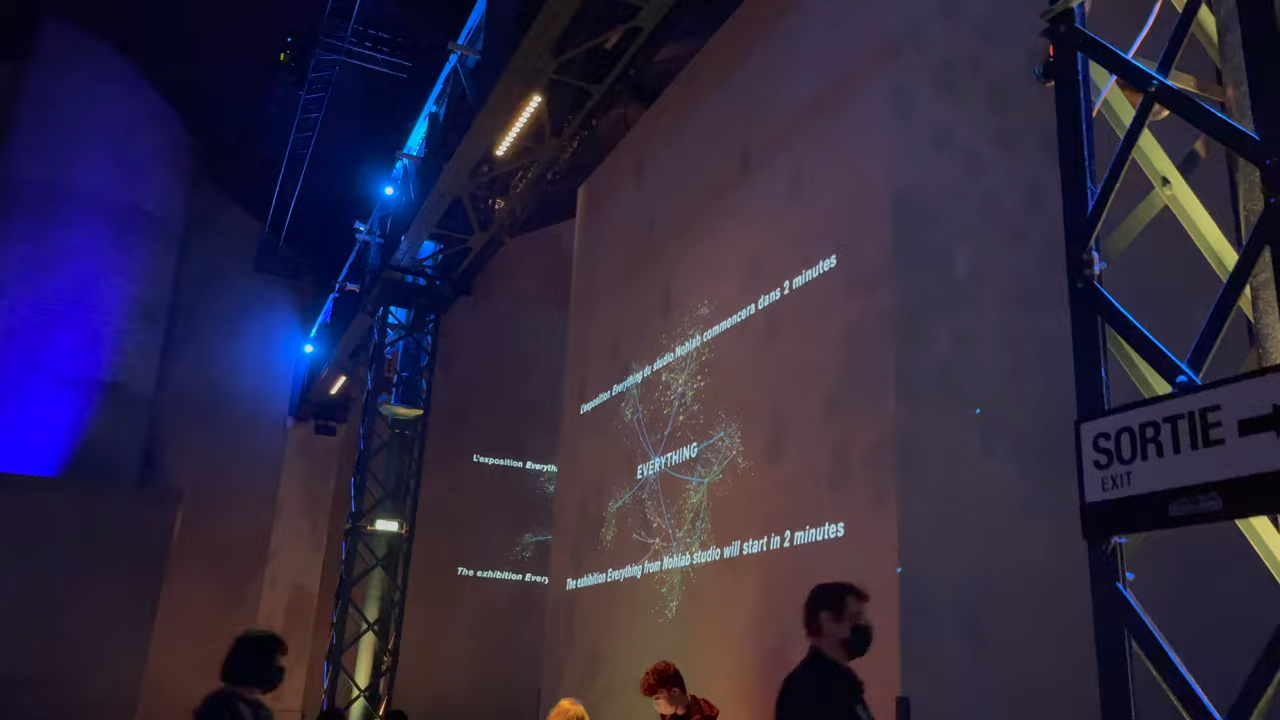 L'exposition Everything du studio Nohlab commencera dans 2 minutes
EVERYTHING
The exhibition Everything from Nohlab studio will start in 2 minutes
L'exposition Everyth
The exhibition Every
SORTIE
EXIT